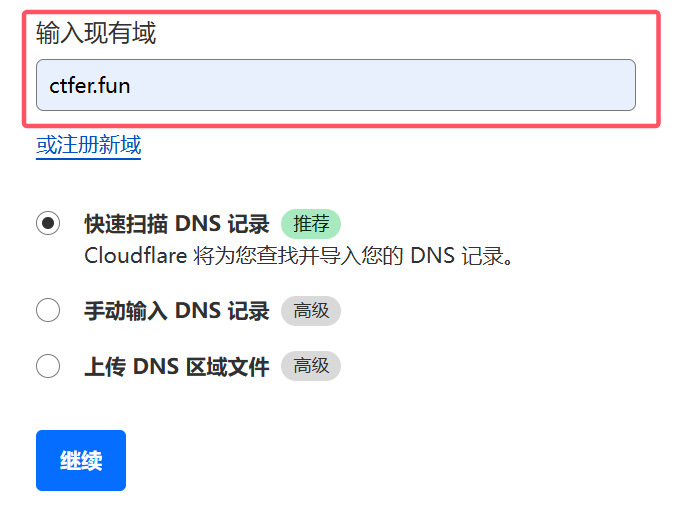 输入现有域
ctfer.fun
或注册新域
快速扫描 DNS 记录 推荐
Cloudflare 将为您查找并导入您的 DNS 记录。
手动输入 DNS 记录 高级
上传 DNS 区域文件 高级
继续